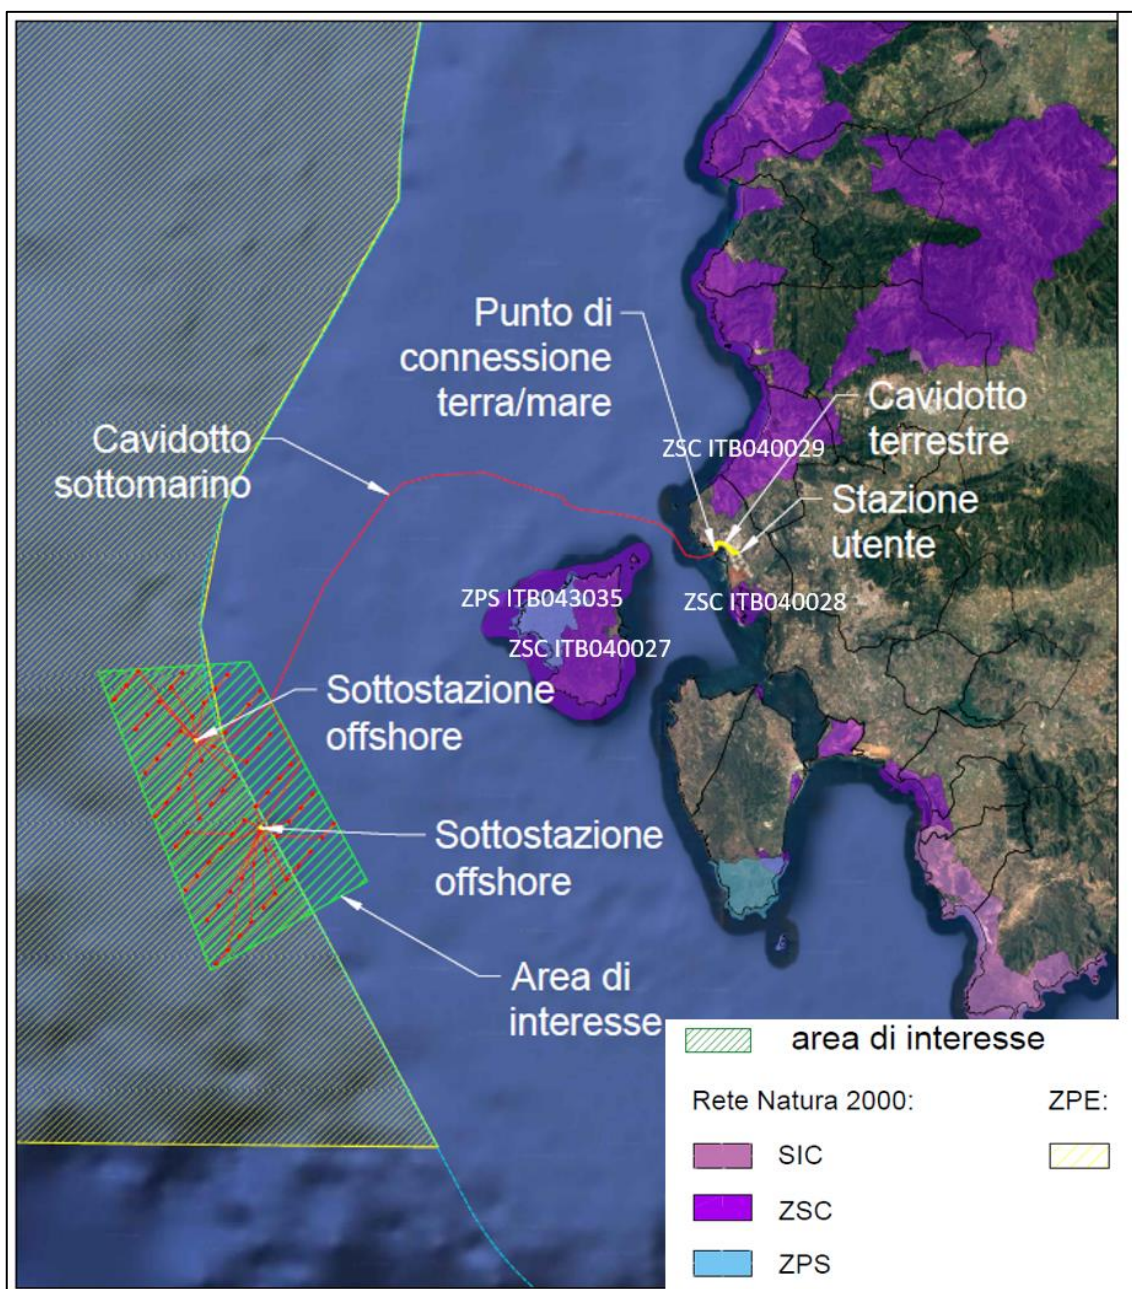 Punto di
connessione
terra/mare
Cavidotto
terrestre
Cavidotto
sottomarino
ZSC ITB040029
Stazione
utente
ZPS ITB043035
ZSC ITB040028
ZSC ITB040027
Sottostazione
offshore
Sottostazione
offshore
Area di
interesse
area di interesse
Rete Natura 2000:
ZPE:
SIC
ZSC
ZPS